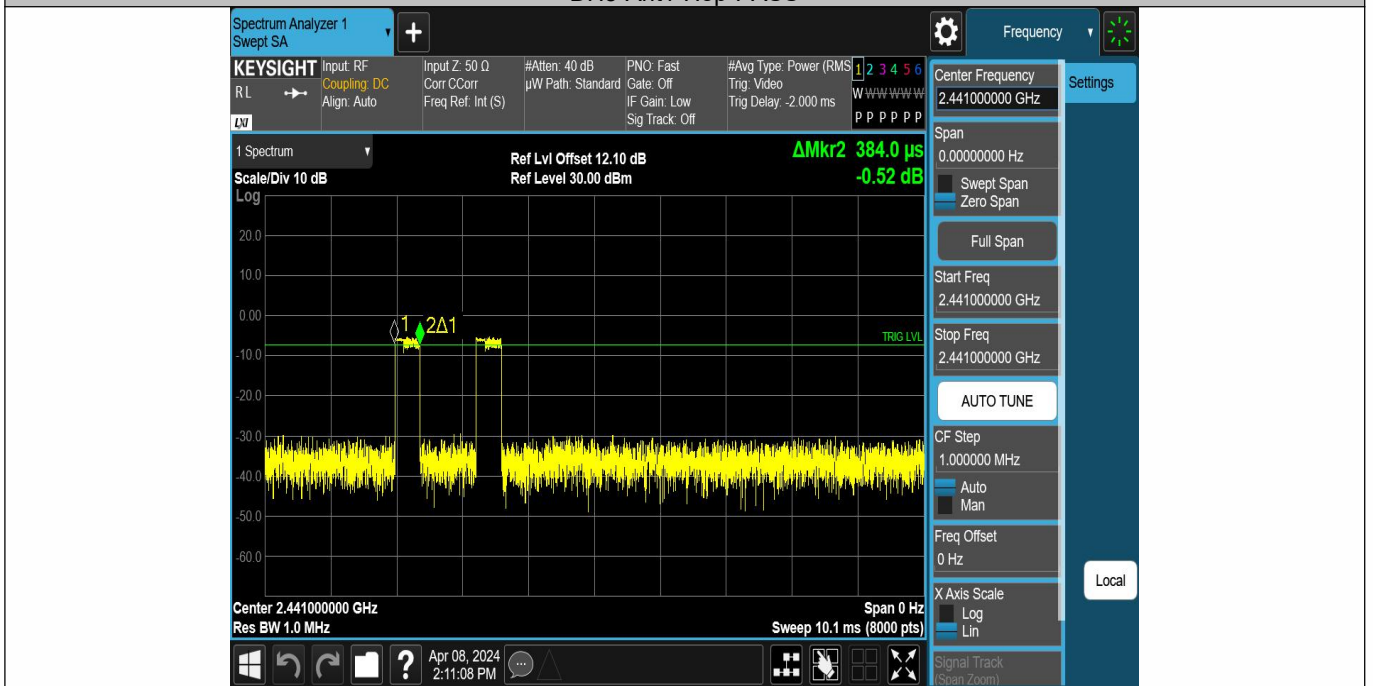 Spectrum Analyzer 1
Swept SA
+
Frequency
KEYSIGHT
RL
LXI
Input: RF
Coupling: DC
Align: Auto
Input Z: 50 Ω
Corr CCorr
Freq Ref: Int (S)
#Atten: 40 dB
µW Path: Standard
PNO: Fast
Gate: Off
IF Gain: Low
Sig Track: Off
#Avg Type: Power (RMS
Trig: Video
Trig Delay: -2.000 ms
1 2 3 4 5 6
W W W W W W
P P P P P P
1 Spectrum
Scale/Div 10 dB
Ref Lvl Offset 12.10 dB
Ref Level 30.00 dBm
ΔMkr2 384.0 µs
-0.52 dB
Log
20.0
10.0
0.00
-10.0
-20.0
-30.0
-40.0
-50.0
-60.0
1
2Δ1
TRIG LVL
Center 2.441000000 GHz
Res BW 1.0 MHz
Span 0 Hz
Sweep 10.1 ms (8000 pts)
?
Apr 08, 2024
2:11:08 PM
Center Frequency
2.441000000 GHz
Settings
Span
0.00000000 Hz
Swept Span
Zero Span
Full Span
Start Freq
2.441000000 GHz
Stop Freq
2.441000000 GHz
AUTO TUNE
CF Step
1.000000 MHz
Auto
Man
Freq Offset
0 Hz
X Axis Scale
Log
Lin
Local
Signal Track
(Span Zoom)